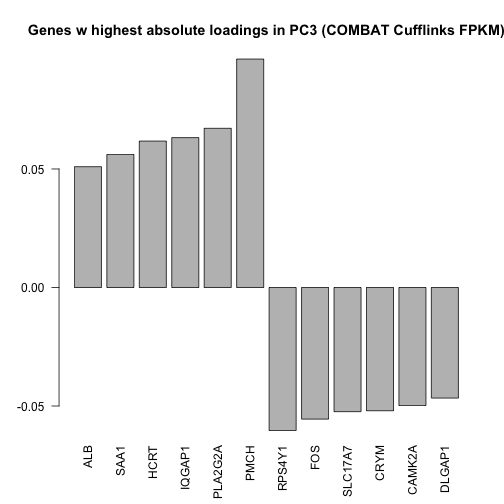 Genes w highest absolute loadings in PC3 (COMBAT Cufflinks FPKM)
0.05
0.00
-0.05
ALB
SAA1
HCRT
IQGAP1
PLA2G2A
PMCH
RPS4Y1
FOS
SLC17A7
CRYM
CAMK2A
DLGAP1